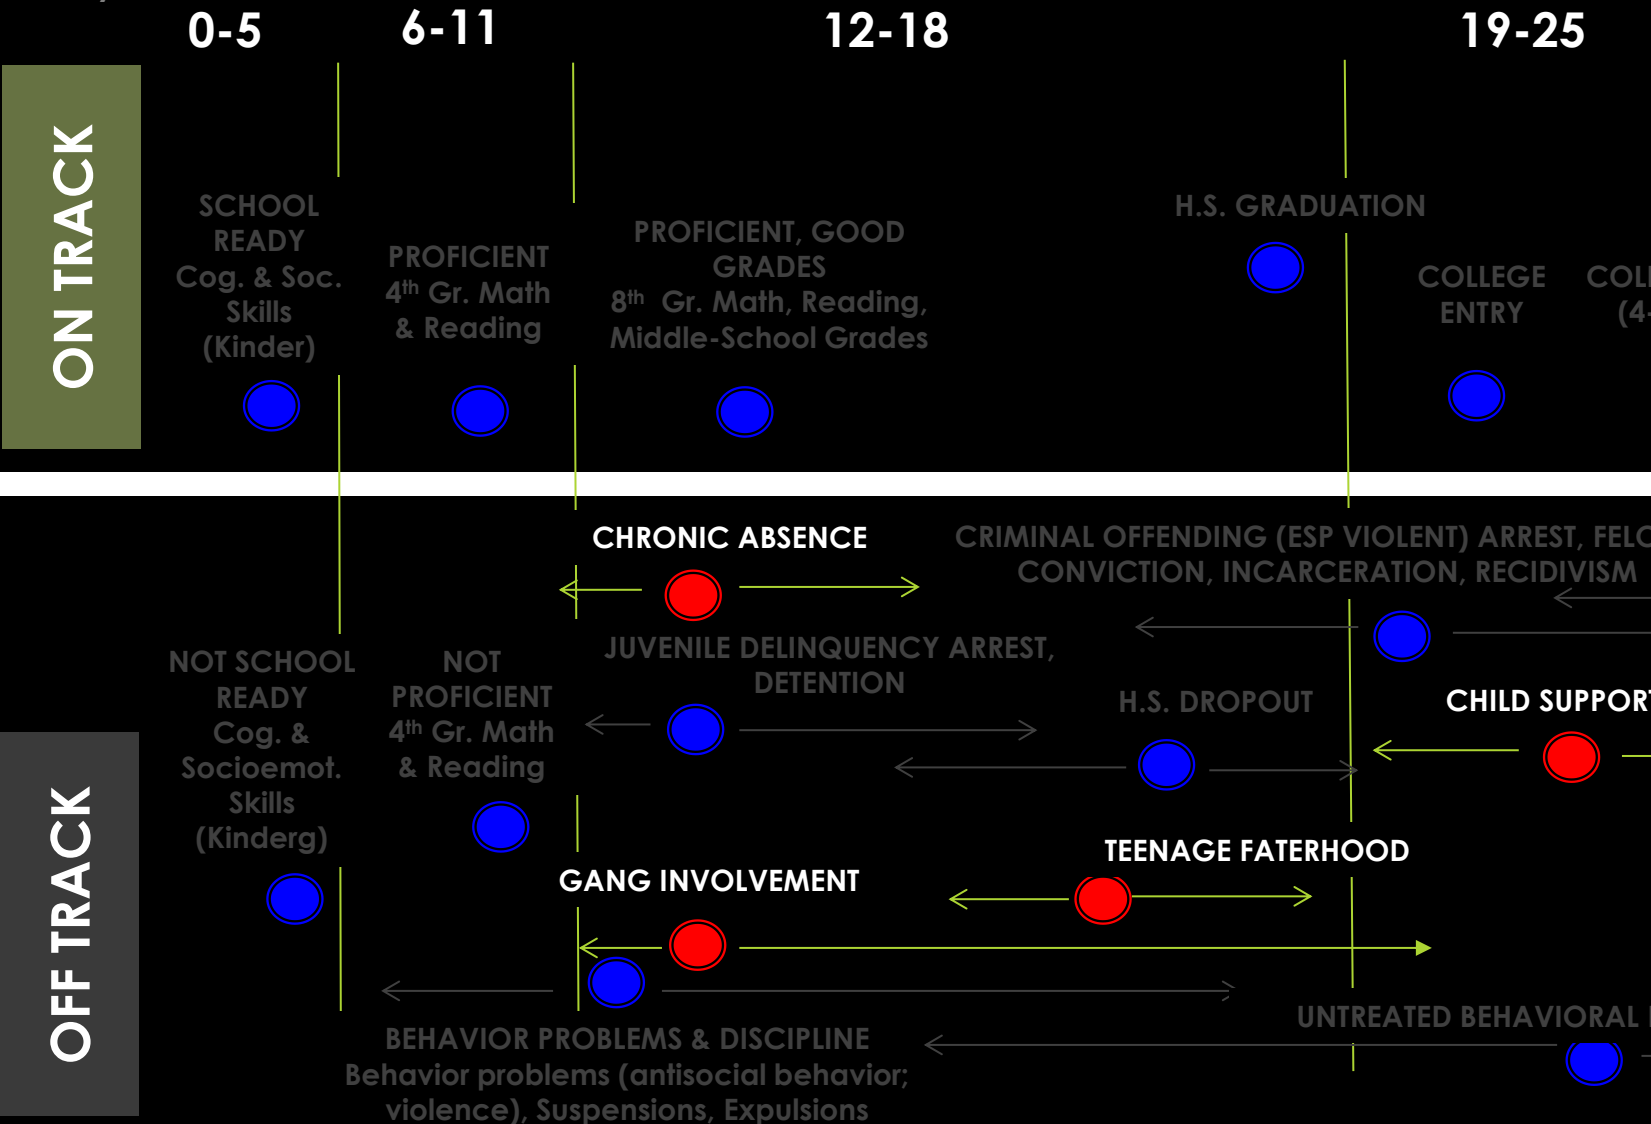 0-5
6-11
12-18
19-25
ON TRACK
SCHOOL
READY
Cog. & Soc.
Skills
(Kinder)
PROFICIENT
4th Gr. Math
& Reading
PROFICIENT, GOOD
GRADES
8th Gr. Math, Reading,
Middle-School Grades
H.S. GRADUATION
COLLEGE
ENTRY
OFF TRACK
NOT SCHOOL
READY
Cog. &
Socioemot.
Skills
(Kinderg)
NOT
PROFICIENT
4th Gr. Math
& Reading
CHRONIC ABSENCE
JUVENILE DELINQUENCY ARREST,
DETENTION
CRIMINAL OFFENDING (ESP VIOLENT) ARREST,
CONVICTION, INCARCERATION, RECIDIVISM
H.S. DROPOUT
CHILD SUPPORT
TEENAGE FATERHOOD
GANG INVOLVEMENT
BEHAVIOR PROBLEMS & DISCIPLINE
Behavior problems (antisocial behavior;
violence), Suspensions, Expulsions
UNTREATED BEHAVIORAL